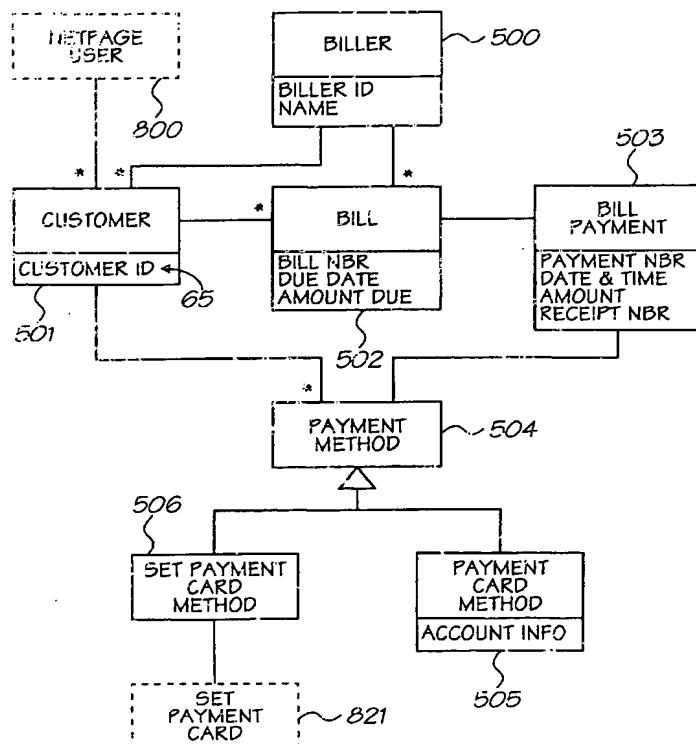 NETPAGE
USER
800
BILLER
500
BILLER ID
NAME
*
*
*
503
CUSTOMER
*
BILL
BILL
PAYMENT
CUSTOMER ID
65
501
BILL NBR
DUE DATE
AMOUNT DUE
502
PAYMENT NBR
DATE & TIME
AMOUNT
RECEIPT NBR
*
PAYMENT
METHOD
504
506
SET PAYMENT
CARD
METHOD
PAYMENT
CARD
METHOD
ACCOUNT INFO
505
SET
PAYMENT
CARD
821